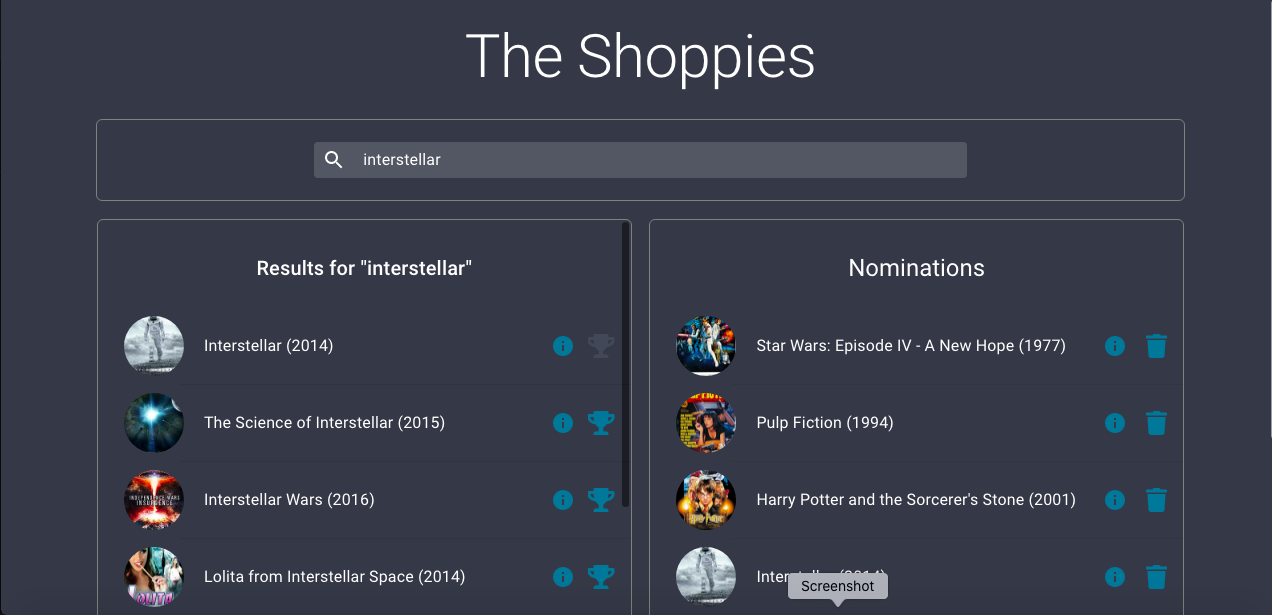 The Shoppies
interstellar
Results for "interstellar"
Interstellar (2014)
The Science of Interstellar (2015)
Interstellar Wars (2016)
Lolita from Interstellar Space (2014)
Nominations
Star Wars: Episode IV - A New Hope (1977)
Pulp Fiction (1994)
Harry Potter and the Sorcerer's Stone (2001)
Interstellar (2014)
Screenshot